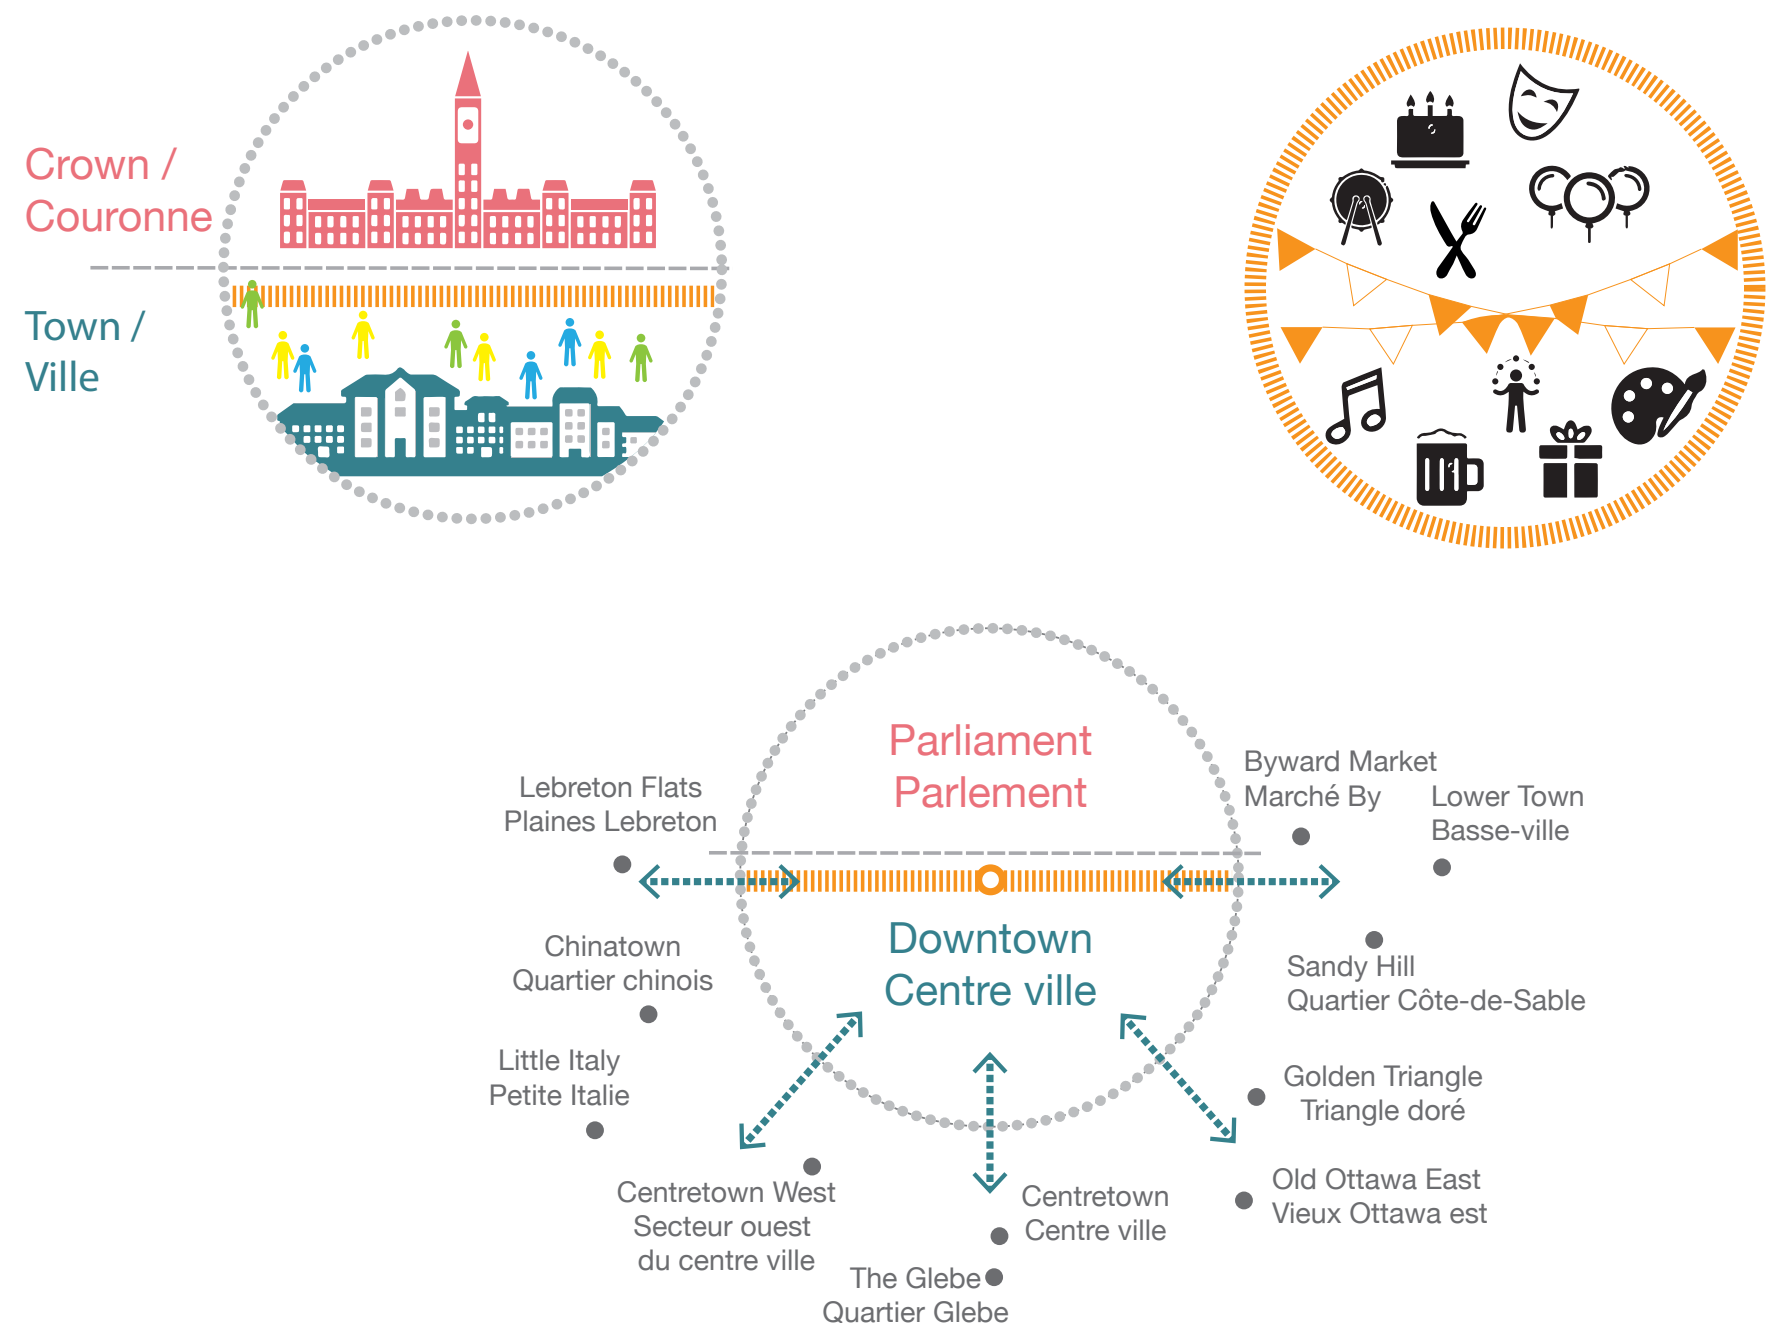 Crown /
Couronne
Town /
Ville
Parliament
Parlement
Downtown
Centre ville
Lebreton Flats
Plaines Lebreton
Chinatown
Quartier chinois
Little Italy
Petite Italie
Centretown West
Secteur ouest
du centre ville
The Glebe
Quartier Glebe
Centretown
Centre ville
Byward Market
Marché By
Lower Town
Basse-ville
Sandy Hill
Quartier Côte-de-Sable
Golden Triangle
Triangle doré
Old Ottawa East
Vieux Ottawa est